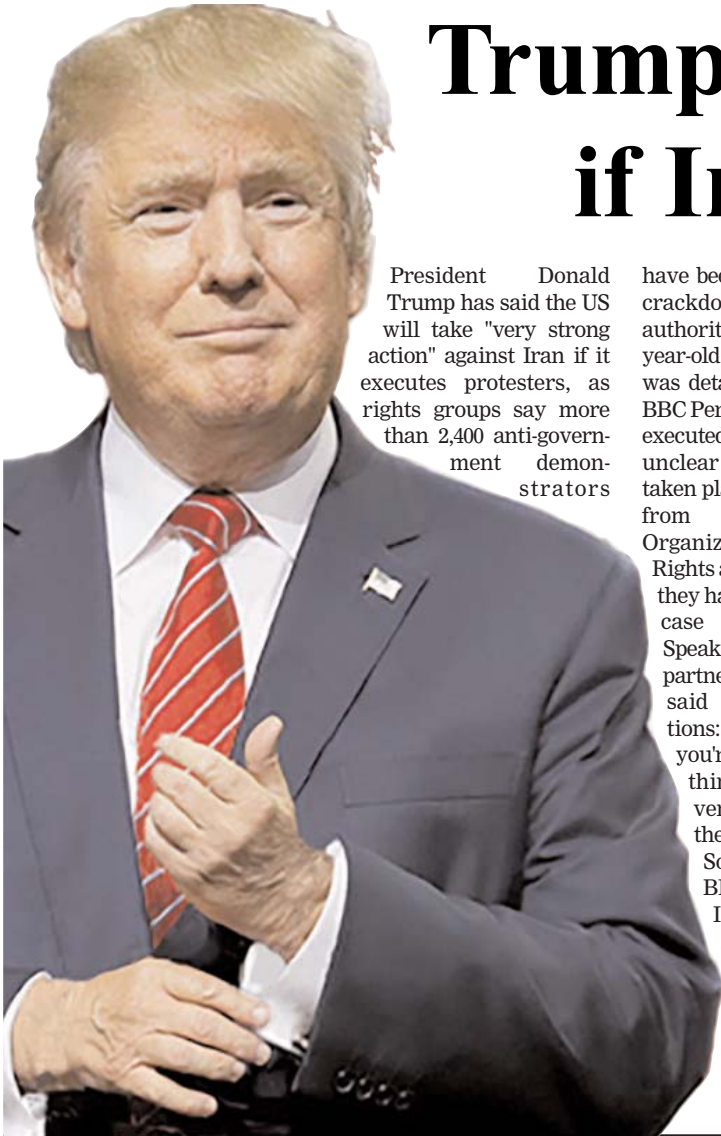 Trump
if Ir
President Donald
Trump has said the US
will take "very strong
action" against Iran if it
executes protesters, as
rights groups say more
than 2,400 anti-govern-
ment demon-
strators
have bee
crackdo
authorit
year-old
was deta
BBC Per
executed
unclear
taken pla
from
Organiz
Rights a
they ha
case
Speak
partne
said
tions:
you'r
thin
ver
the
So